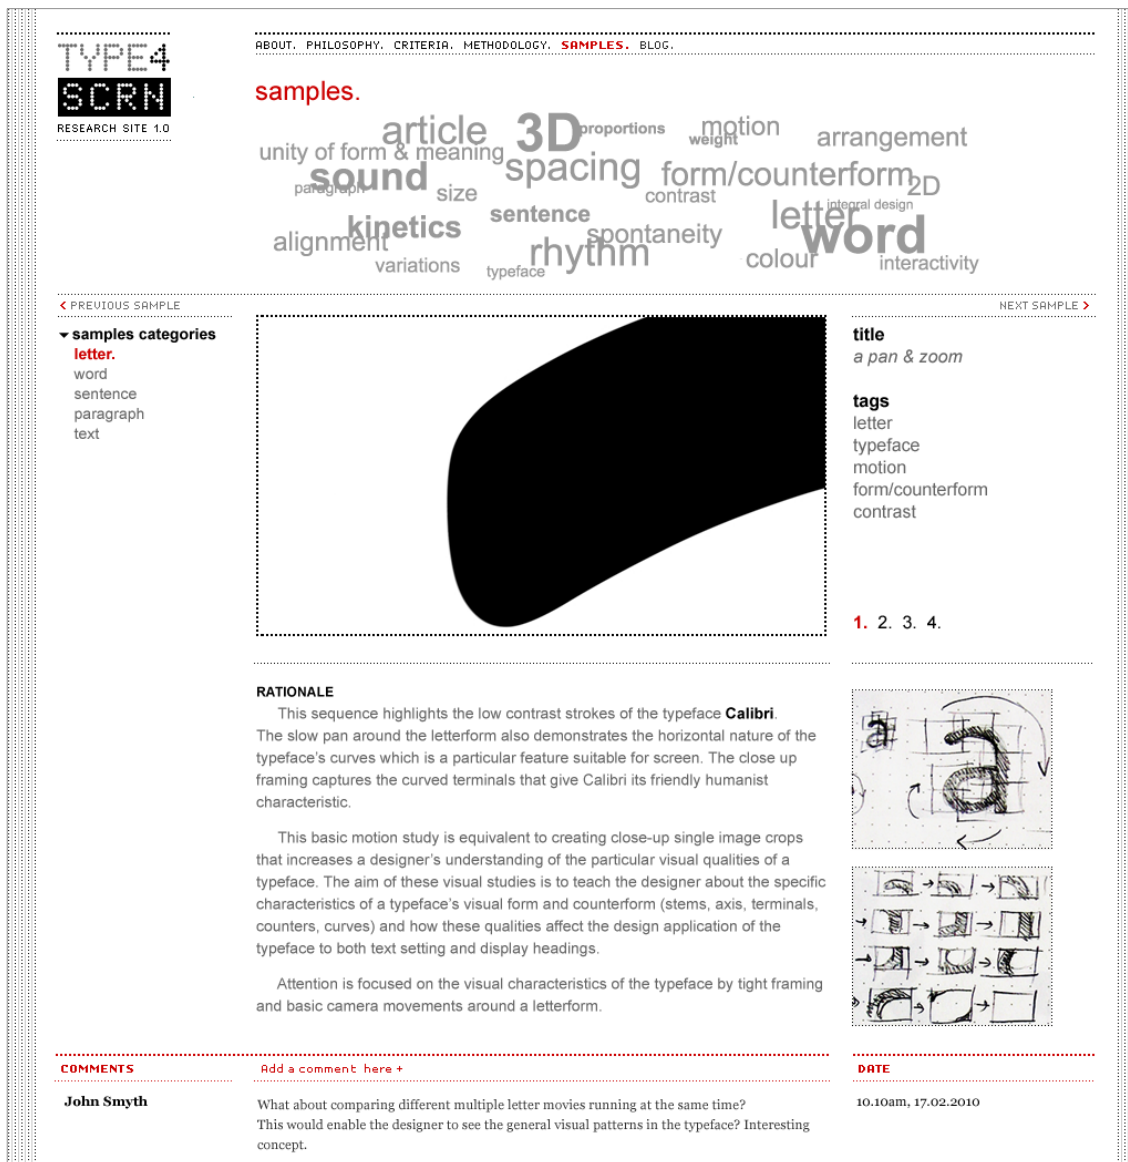 TYPE4
SCRN
RESEARCH SITE 1.0
ABOUT. PHILOSOPHY. CRITERIA. METHODOLOGY. SAMPLES. BLOG.
samples.
article 3D proportions weight motion arrangement
unity of form & meaning spacing form/counterform 2D
sound paragraph size contrast integral design
kinetics sentence letter word
alignment rhythm spontaneity colour interactivity
variations typeface
< PREVIOUS SAMPLE
NEXT SAMPLE >
samples categories
letter.
word
sentence
paragraph
text
title
a pan & zoom
tags
letter
typeface
motion
form/counterform
contrast
1. 2. 3. 4.
RATIONALE
This sequence highlights the low contrast strokes of the typeface Calibri.
The slow pan around the letterform also demonstrates the horizontal nature of the
typeface’s curves which is a particular feature suitable for screen. The close up
framing captures the curved terminals that give Calibri its friendly humanist
characteristic.
This basic motion study is equivalent to creating close-up single image crops
that increases a designer’s understanding of the particular visual qualities of a
typeface. The aim of these visual studies is to teach the designer about the specific
characteristics of a typeface’s visual form and counterform (stems, axis, terminals,
counters, curves) and how these qualities affect the design application of the
typeface to both text setting and display headings.
Attention is focused on the visual characteristics of the typeface by tight framing
and basic camera movements around a letterform.
a a
COMMENTS
Add a comment here +
DATE
John Smyth
What about comparing different multiple letter movies running at the same time?
This would enable the designer to see the general visual patterns in the typeface? Interesting
concept.
10.10am, 17.02.2010